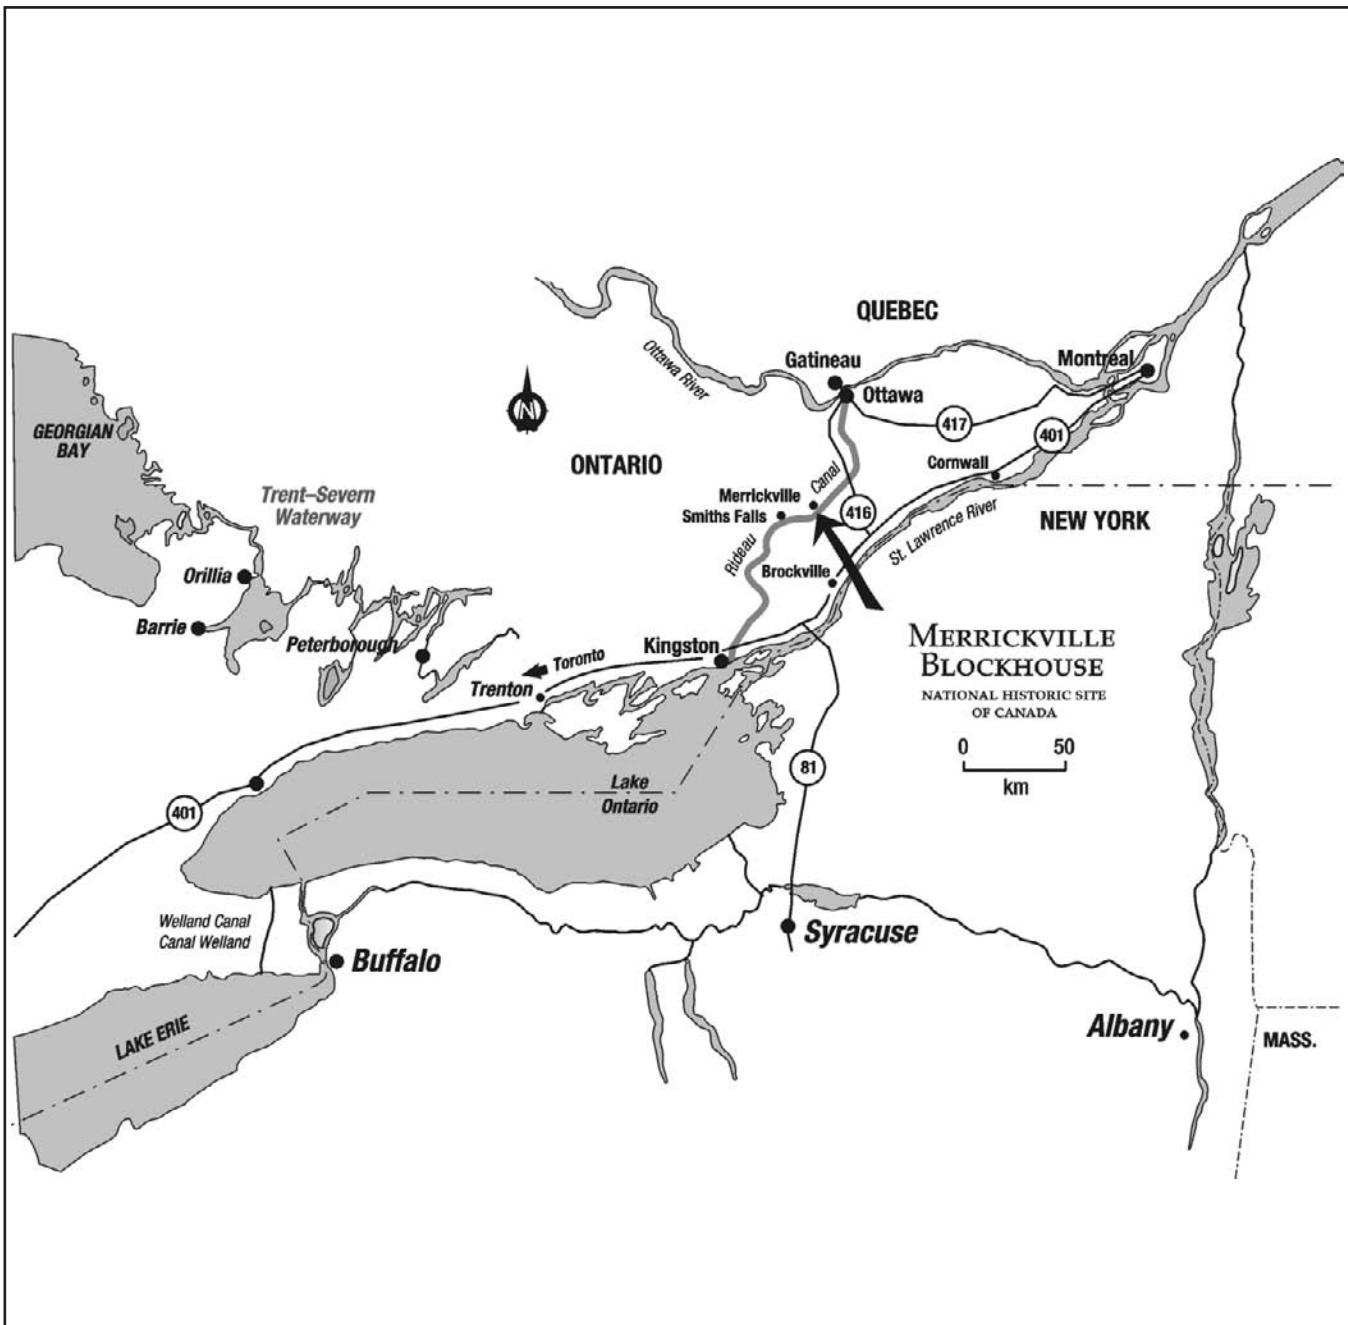 QUEBEC
Ottawa River
Gatineau
Montreal
Ottawa
417
401
GEORGIAN
BAY
N
ONTARIO
Cornwall
Trent–Severn
Waterway
Merrickville
Canal
Smiths Falls
416
NEW YORK
St. Lawrence River
Rideau
Brockville
Orillia
Barrie
Peterborough
Kingston
MERRICKVILLE
BLOCKHOUSE
NATIONAL HISTORIC SITE
OF CANADA
Toronto
Trenton
0 50
km
81
Lake
Ontario
401
Welland Canal
Canal Welland
Syracuse
Buffalo
LAKE ERIE
Albany
MASS.